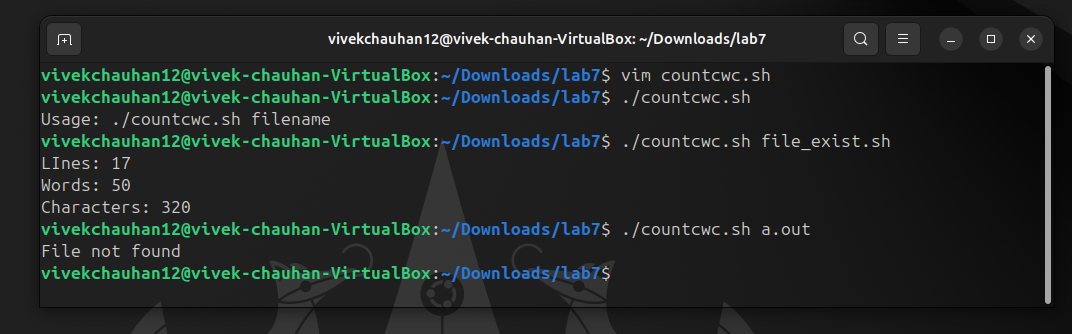 vivekchauhan12@vivek-chauhan-VirtualBox: ~/Downloads/lab7
vivekchauhan12@vivek-chauhan-VirtualBox:~/Downloads/lab7$ vim countcwc.sh
vivekchauhan12@vivek-chauhan-VirtualBox:~/Downloads/lab7$ ./countcwc.sh
Usage: ./countcwc.sh filename
vivekchauhan12@vivek-chauhan-VirtualBox:~/Downloads/lab7$ ./countcwc.sh file_exist.sh
LInes: 17
Words: 50
Characters: 320
vivekchauhan12@vivek-chauhan-VirtualBox:~/Downloads/lab7$ ./countcwc.sh a.out
File not found
vivekchauhan12@vivek-chauhan-VirtualBox:~/Downloads/lab7$